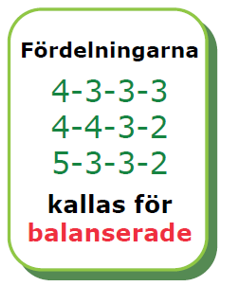 Fördelningarna
4-3-3-3
4-4-3-2
5-3-3-2
kallas för
balanserade